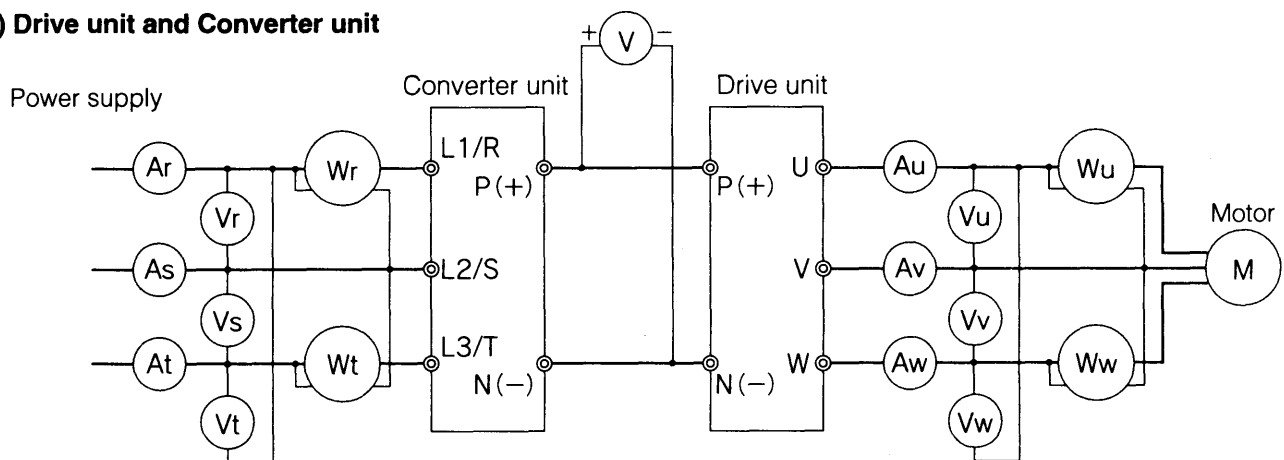 ) Drive unit and Converter unit
+ V −
Power supply
Converter unit
Drive unit
Ar Wr L1/R P(+) P(+) U Au Wu
Vr Vu
Motor
As L2/S V Av M
Vs Vv
At Wt L3/T N(−) N(−) W Aw Ww
Vt Vw